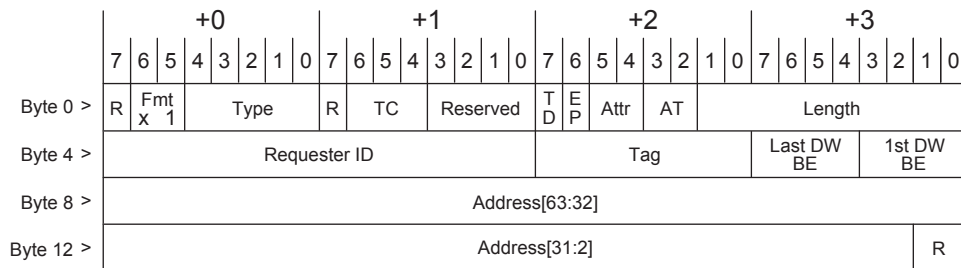 +0 +1 +2 +3
7 6 5 4 3 2 1 0 7 6 5 4 3 2 1 0 7 6 5 4 3 2 1 0 7 6 5 4 3 2 1 0
Byte 0 > R Fmt x 1 Type R TC Reserved TD EP Attr AT Length
Byte 4 > Requester ID Tag Last DW BE 1st DW BE
Byte 8 > Address[63:32]
Byte 12 > Address[31:2] R